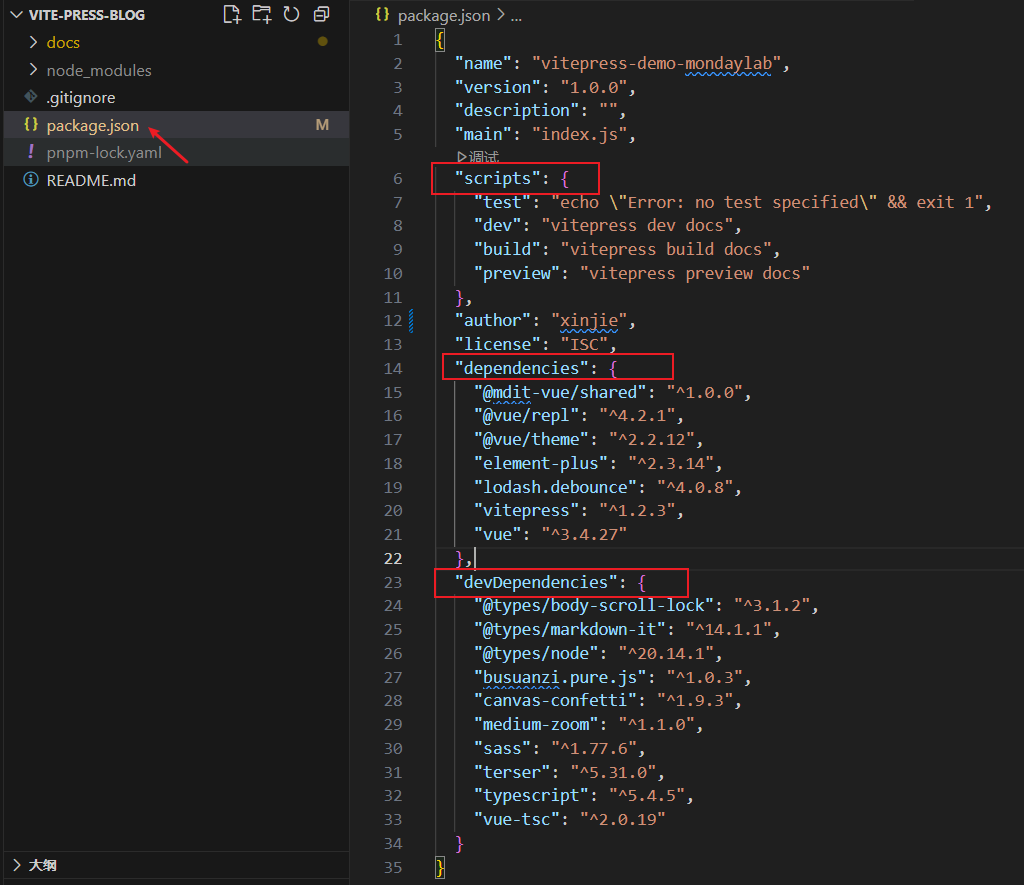 VITE-PRESS-BLOG
docs
node_modules
.gitignore
package.json M
pnpm-lock.yaml
README.md
大纲
package.json > ...
1 {
2 "name": "vitepress-demo-mondaylab",
3 "version": "1.0.0",
4 "description": "",
5 "main": "index.js",
调试
6 "scripts": {
7 "test": "echo \"Error: no test specified\" && exit 1",
8 "dev": "vitepress dev docs",
9 "build": "vitepress build docs",
10 "preview": "vitepress preview docs"
11 },
12 "author": "xinjie",
13 "license": "ISC",
14 "dependencies": {
15 "@mdit-vue/shared": "^1.0.0",
16 "@vue/repl": "^4.2.1",
17 "@vue/theme": "^2.2.12",
18 "element-plus": "^2.3.14",
19 "lodash.debounce": "^4.0.8",
20 "vitepress": "^1.2.3",
21 "vue": "^3.4.27"
22 },
23 "devDependencies": {
24 "@types/body-scroll-lock": "^3.1.2",
25 "@types/markdown-it": "^14.1.1",
26 "@types/node": "^20.14.1",
27 "busuanzi.pure.js": "^1.0.3",
28 "canvas-confetti": "^1.9.3",
29 "medium-zoom": "^1.1.0",
30 "sass": "^1.77.6",
31 "terser": "^5.31.0",
32 "typescript": "^5.4.5",
33 "vue-tsc": "^2.0.19"
34 }
35 }